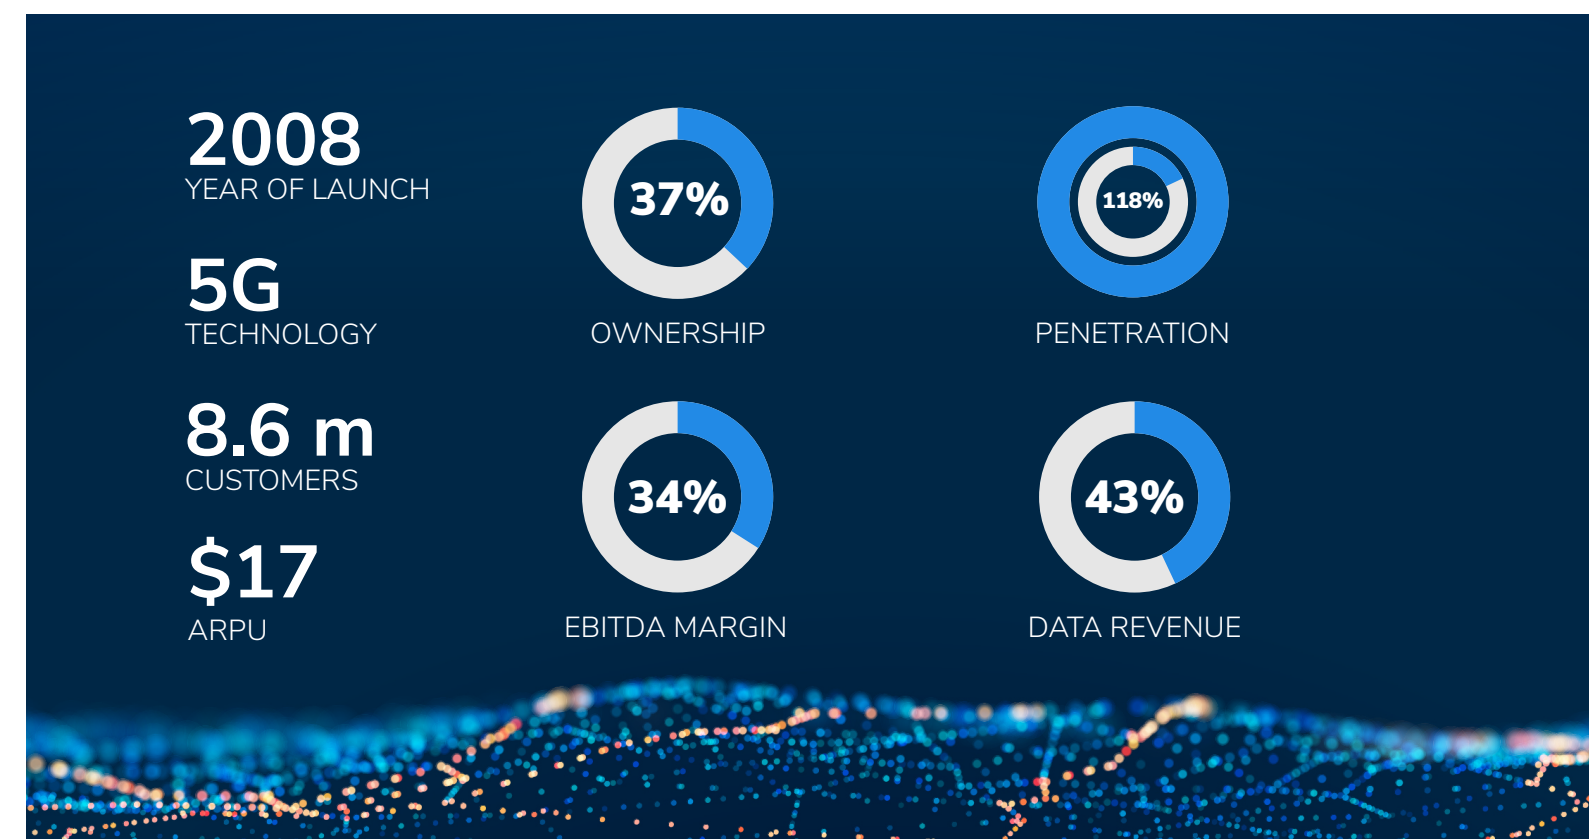 2008
YEAR OF LAUNCH
5G
TECHNOLOGY
8.6 m
CUSTOMERS
$17
ARPU
37%
OWNERSHIP
118%
PENETRATION
34%
EBITDA MARGIN
43%
DATA REVENUE